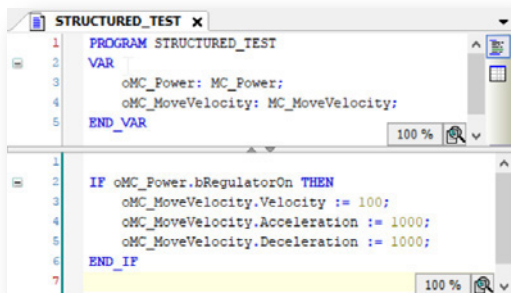 STRUCTURED_TEST X
1 PROGRAM STRUCTURED_TEST
2 VAR
3 oMC_Power: MC_Power;
4 oMC_MoveVelocity: MC_MoveVelocity;
5 END_VAR
100 %
1
2 IF oMC_Power.bRegulatorOn THEN
3 oMC_MoveVelocity.Velocity := 100;
4 oMC_MoveVelocity.Acceleration := 1000;
5 oMC_MoveVelocity.Deceleration := 1000;
6 END_IF
7
100 %